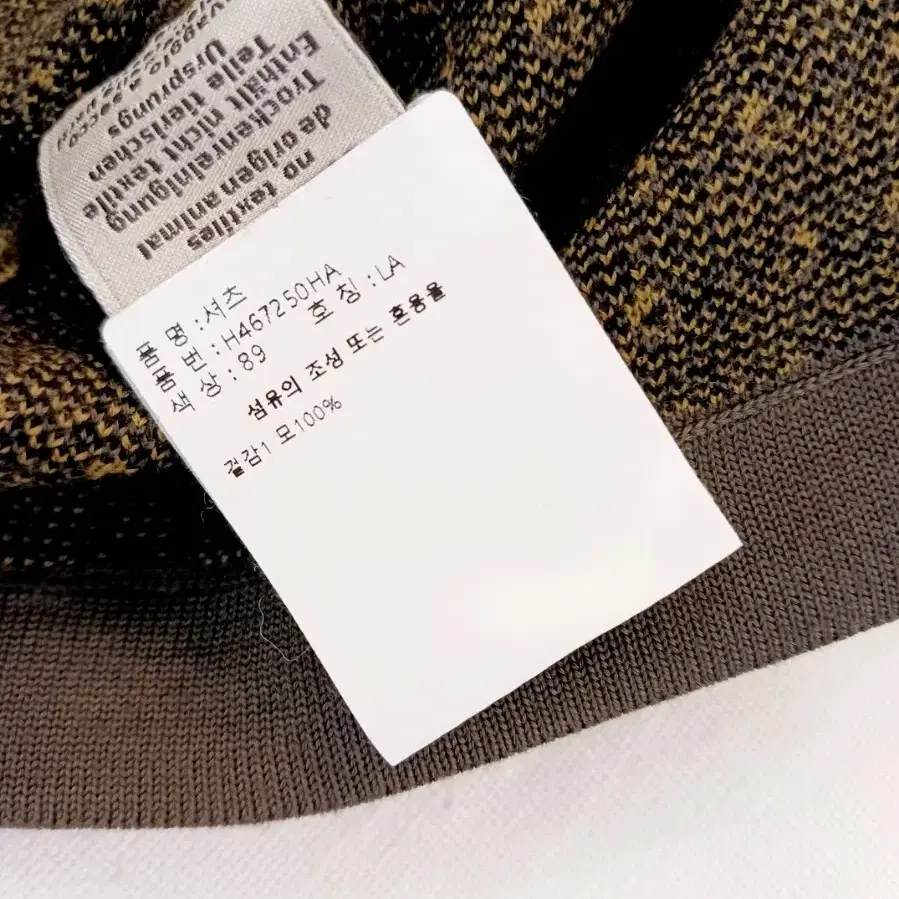 Enthält nicht textile
Teile tierischen
Ursprungs
Trockenreinigung
no textiles
de origen animal
품 명 : 셔츠
품 번 : H467250HA
색 상 : 89 호 칭 : LA
섬유의 조성 또는 혼용율
겉감1 모100%